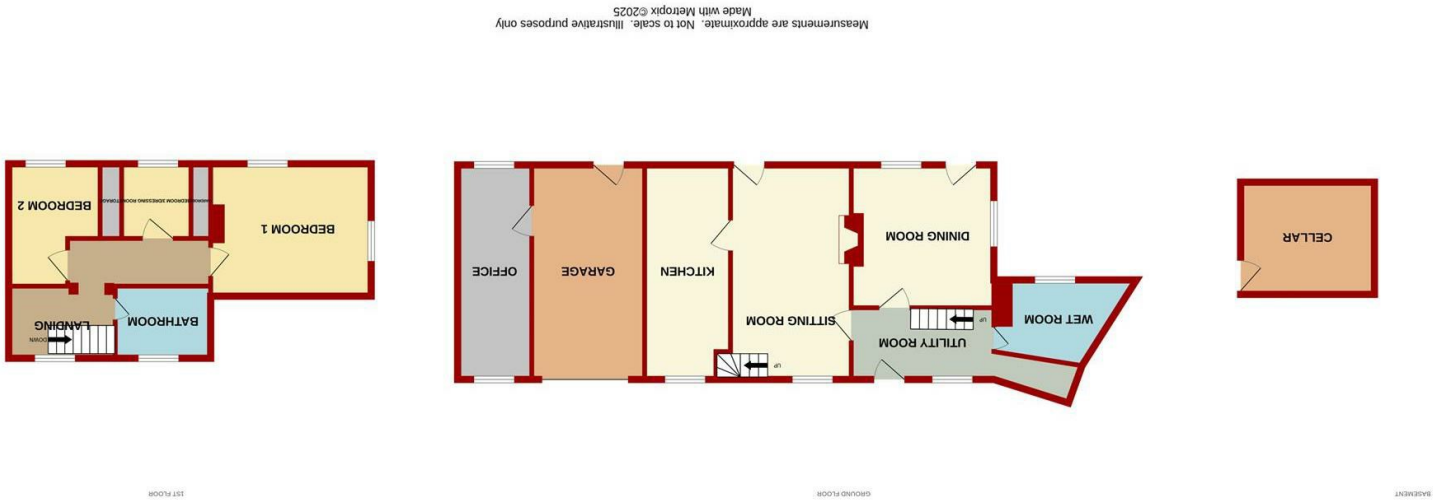 BASEMENT
GROUND FLOOR
1ST FLOOR
CELLAR
WET ROOM
UP
UTILITY ROOM
DINING ROOM
UP
SITTING ROOM
KITCHEN
GARAGE
OFFICE
BATHROOM
DOWN
LANDING
BEDROOM 1
DRESSING ROOM
BEDROOM 2
Measurements are approximate. Not to scale. Illustrative purposes only
Made with Metropix ©2025